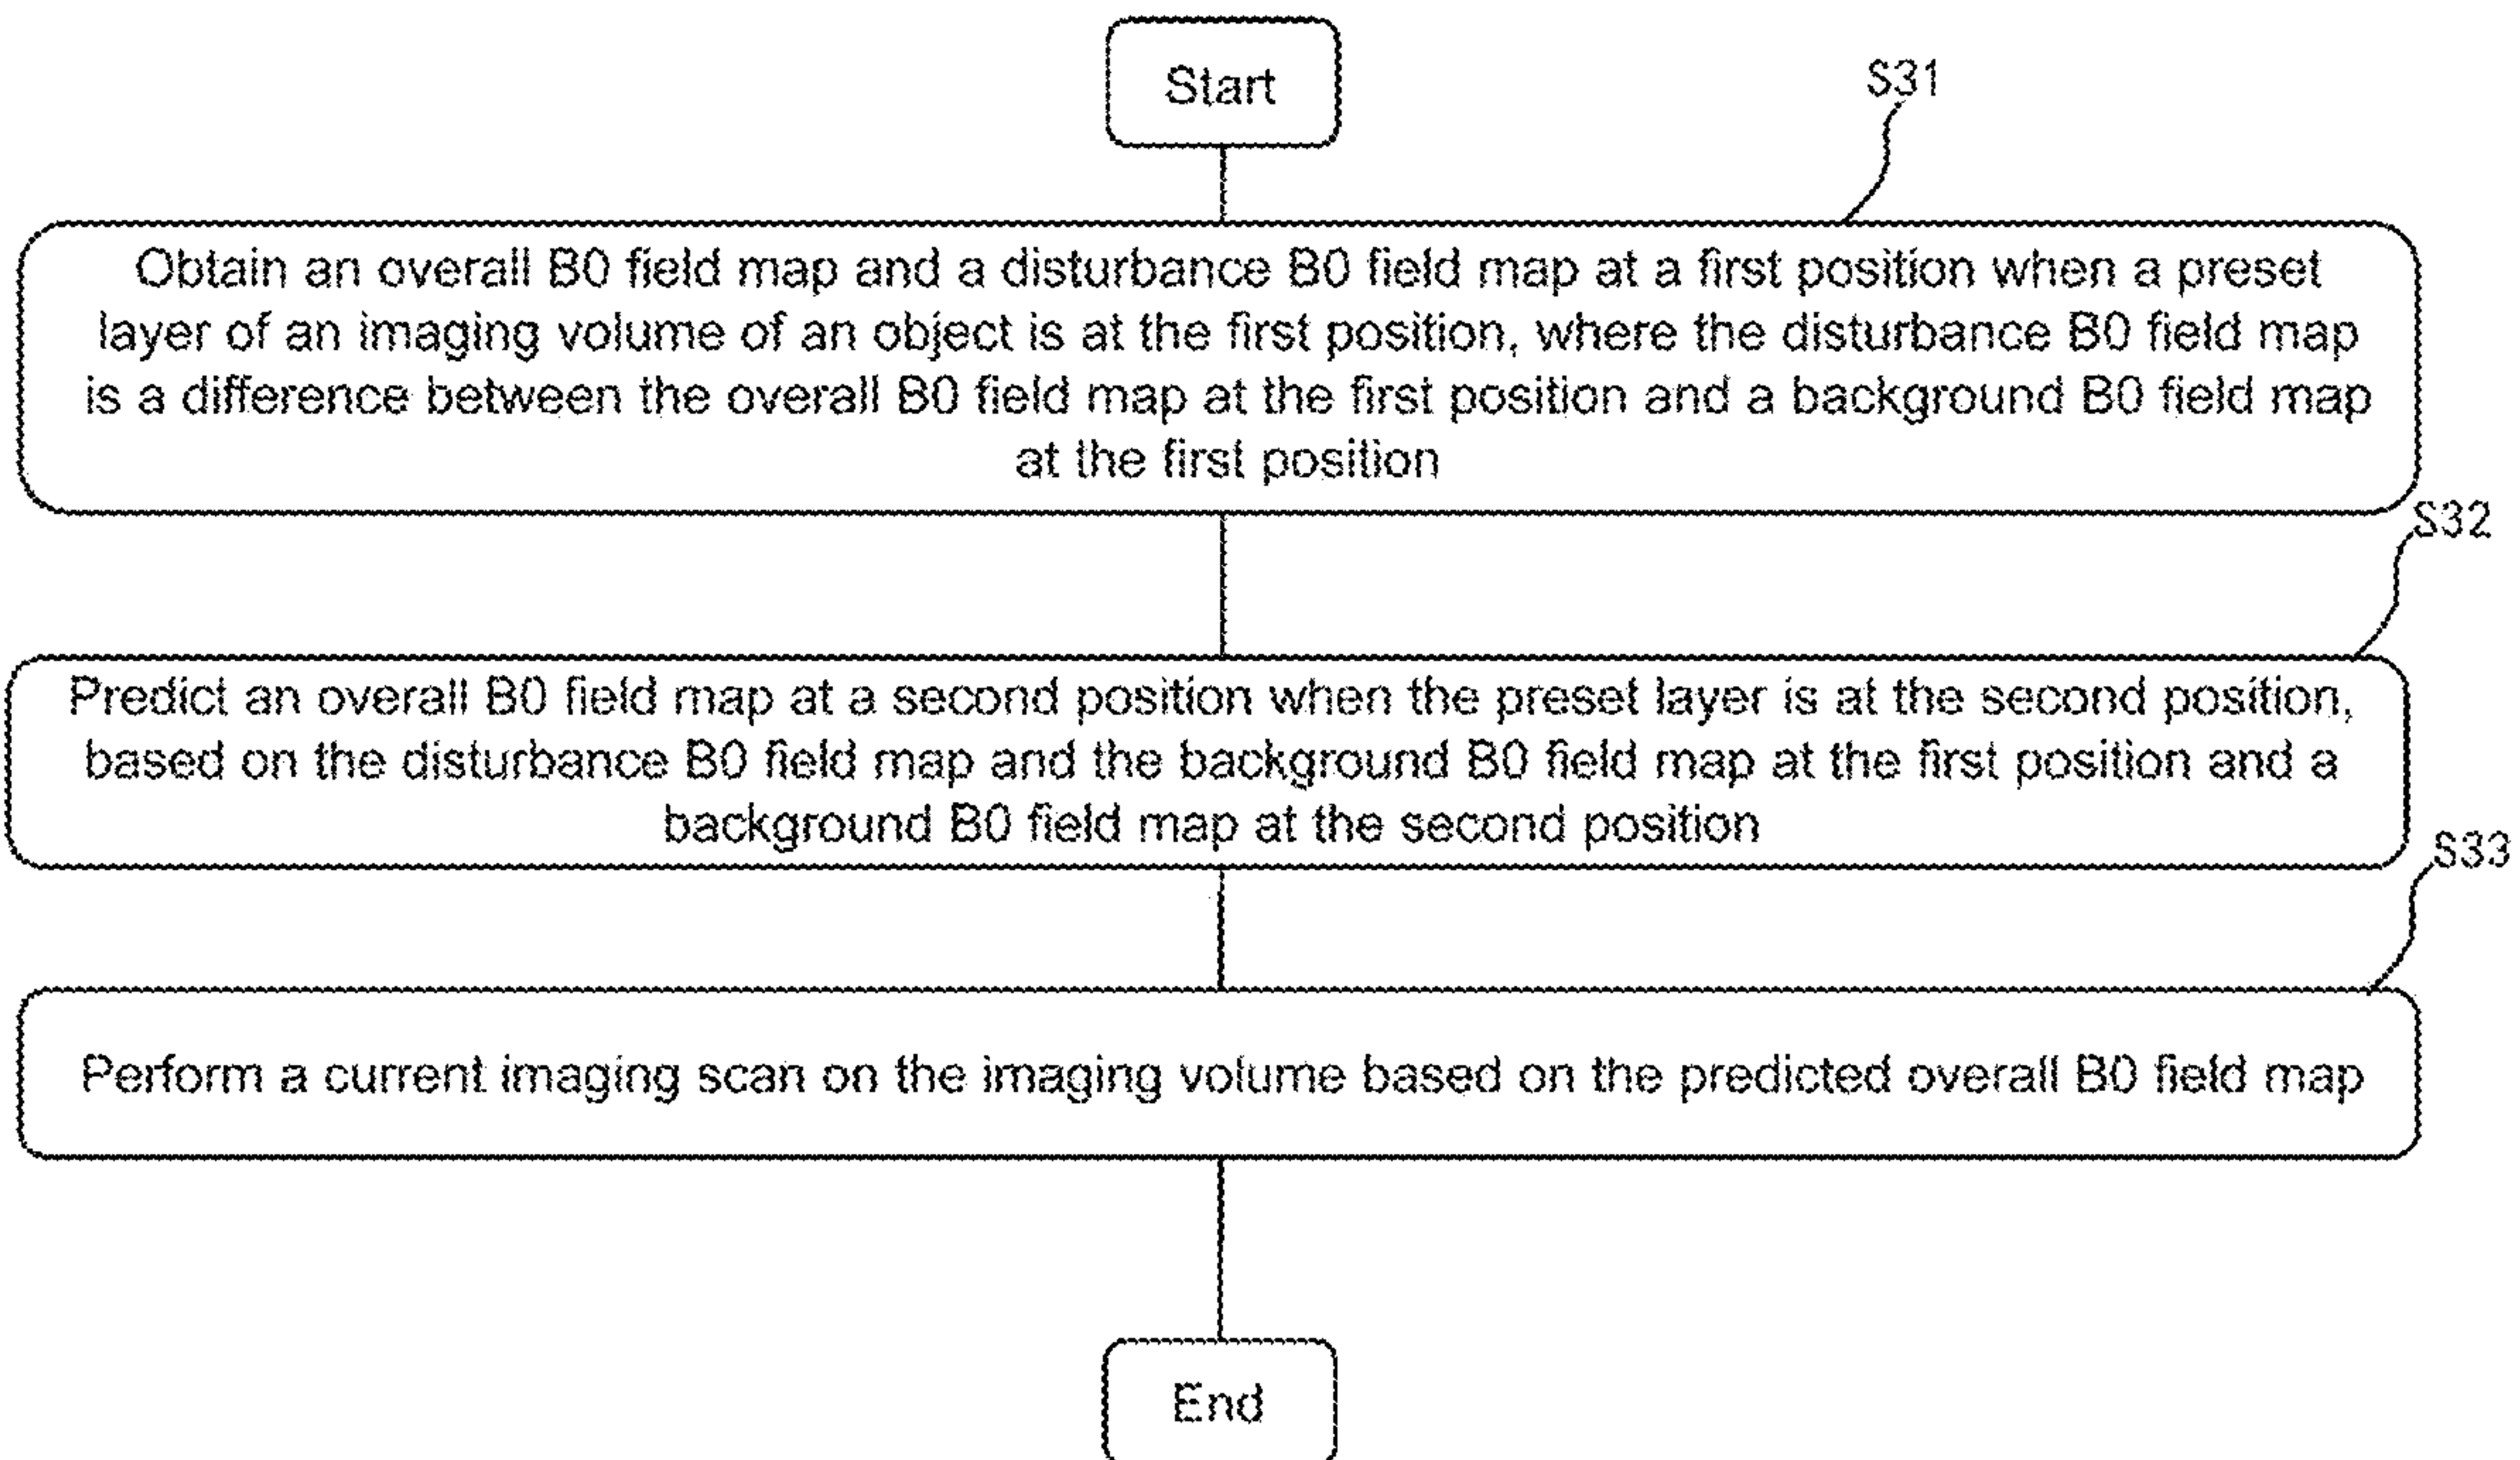 Start
S31
Obtain an overall B0 field map and a disturbance B0 field map at a first position when a preset
layer of an imaging volume of an object is at the first position, where the disturbance B0 field map
is a difference between the overall B0 field map at the first position and a background B0 field map
at the first position
S32
Predict an overall B0 field map at a second position when the preset layer is at the second position,
based on the disturbance B0 field map and the background B0 field map at the first position and a
background B0 field map at the second position
S33
Perform a current imaging scan on the imaging volume based on the predicted overall B0 field map
End